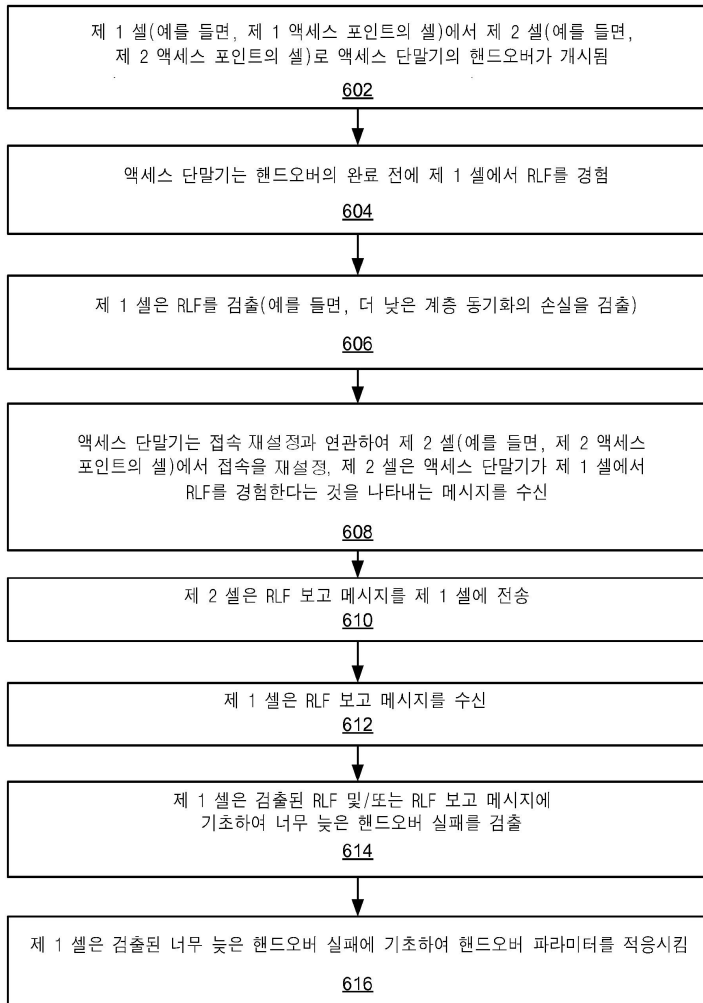 제 1 셀(예를 들면, 제 1 액세스 포인트의 셀)에서 제 2 셀(예를 들면,
제 2 액세스 포인트의 셀)로 액세스 단말기의 핸드오버가 개시됨
602
액세스 단말기는 핸드오버의 완료 전에 제 1 셀에서 RLF를 경험
604
제 1 셀은 RLF를 검출(예를 들면, 더 낮은 계층 동기화의 손실을 검출)
606
액세스 단말기는 접속 재설정과 연관하여 제 2 셀(예를 들면, 제 2 액세스
포인트의 셀)에서 접속을 재설정, 제 2 셀은 액세스 단말기가 제 1 셀에서
RLF를 경험한다는 것을 나타내는 메시지를 수신
608
제 2 셀은 RLF 보고 메시지를 제 1 셀에 전송
610
제 1 셀은 RLF 보고 메시지를 수신
612
제 1 셀은 검출된 RLF 및/또는 RLF 보고 메시지에
기초하여 너무 늦은 핸드오버 실패를 검출
614
제 1 셀은 검출된 너무 늦은 핸드오버 실패에 기초하여 핸드오버 파라미터를 적응시킴
616